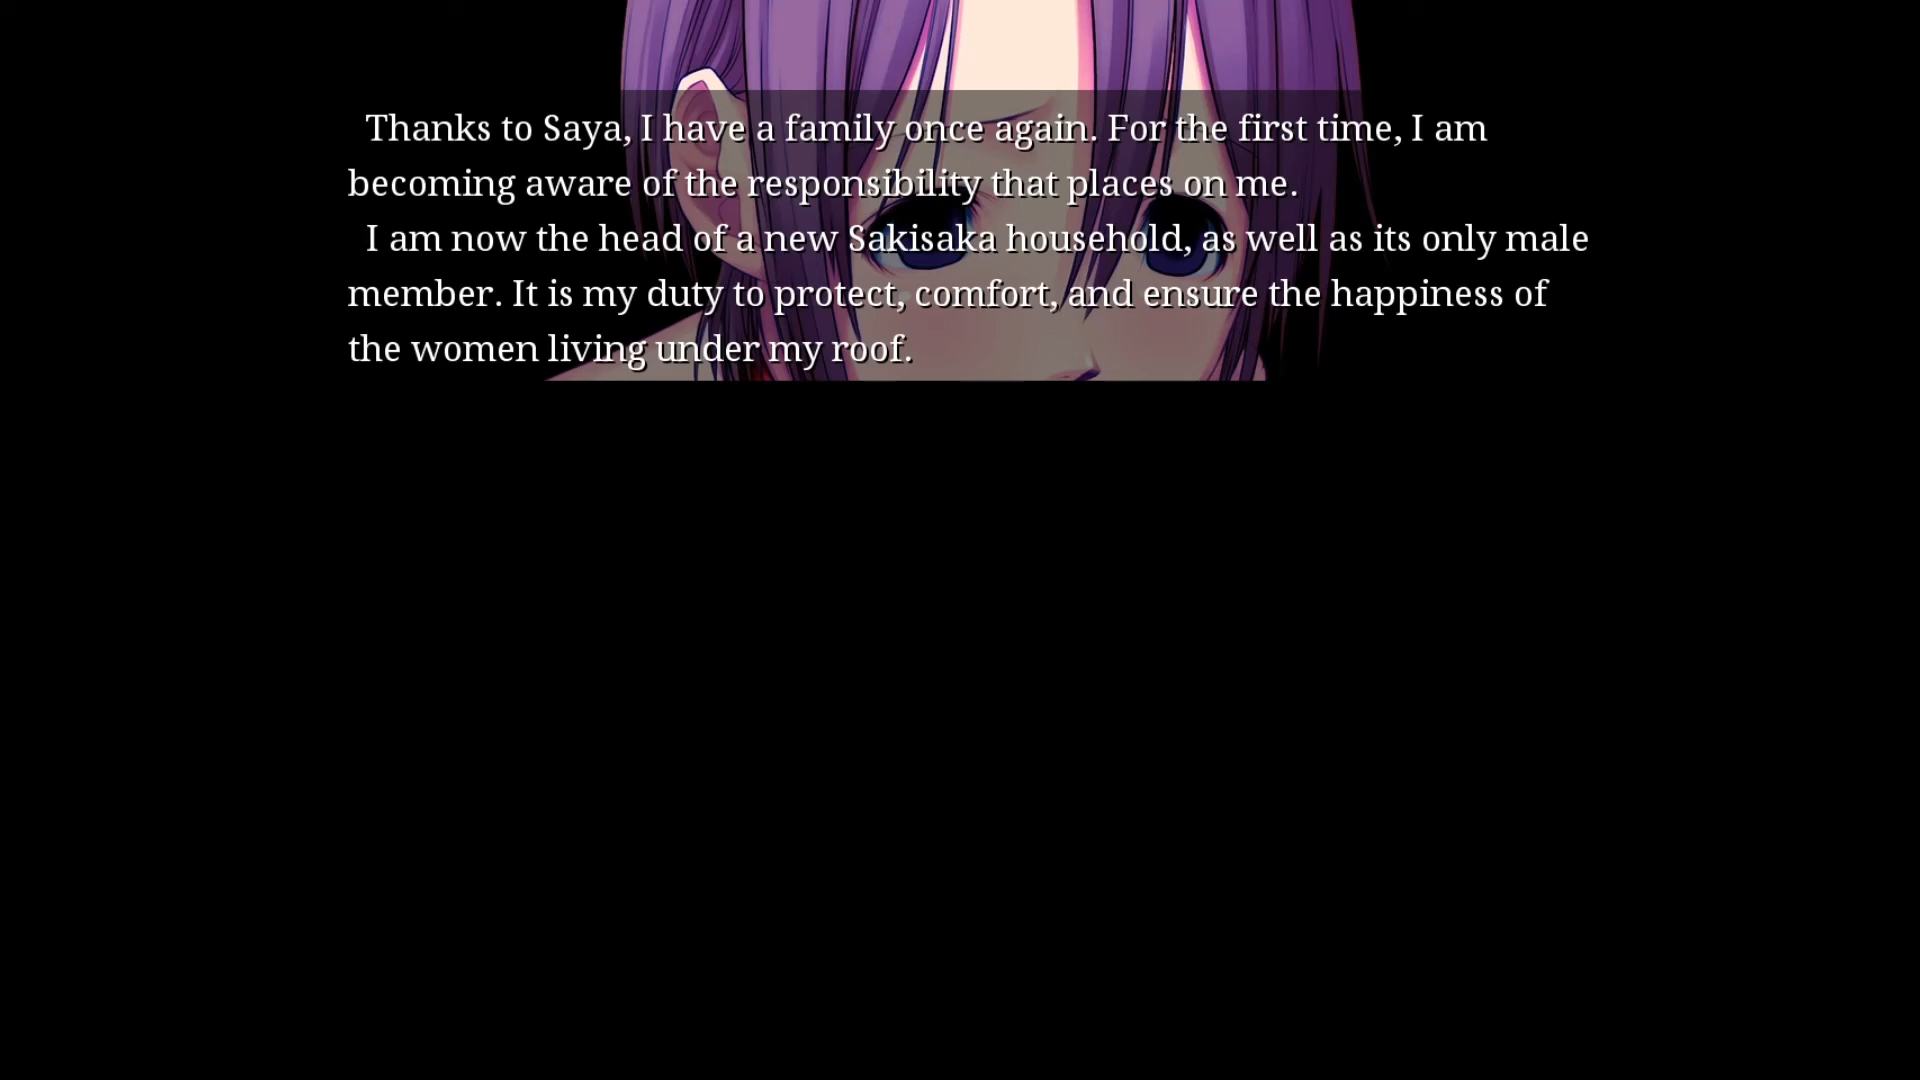 Thanks to Saya, I have a family once again. For the first time, I am
becoming aware of the responsibility that places on me.
I am now the head of a new Sakisaka household, as well as its only male
member. It is my duty to protect, comfort, and ensure the happiness of
the women living under my roof.